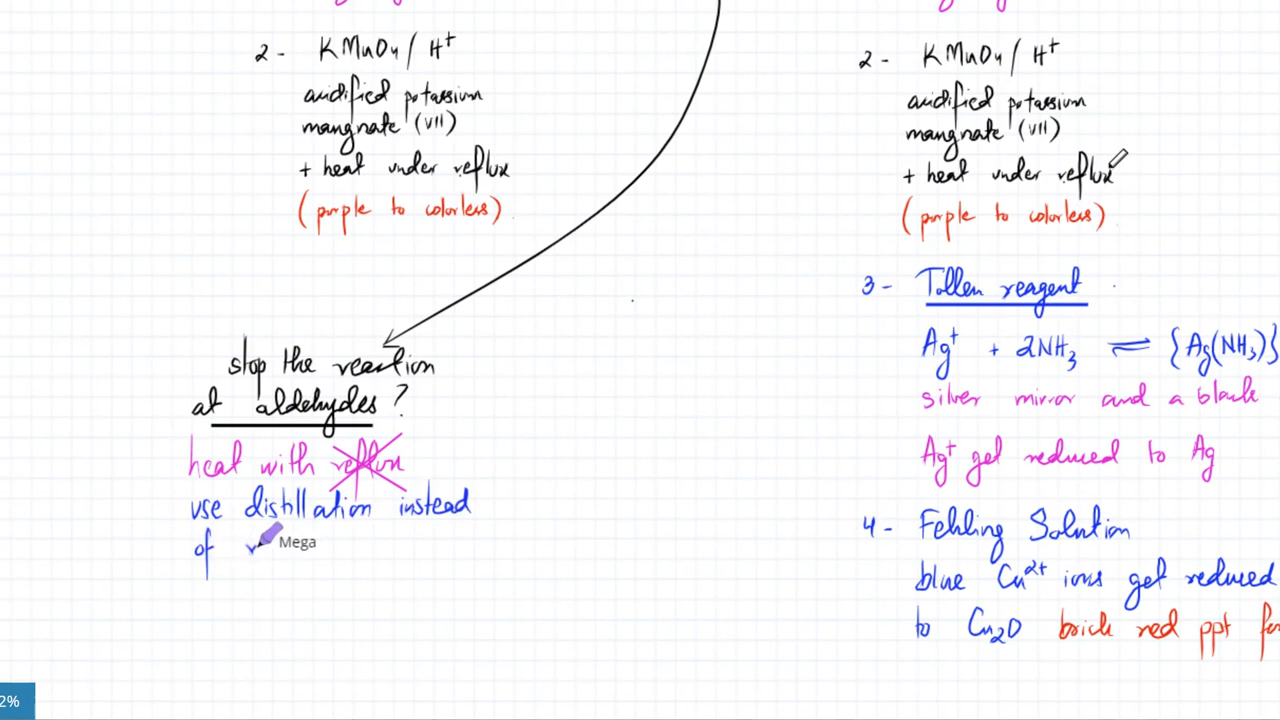 2 - KMnO4 / H+
acidified potassium
mangnate (VII)
+ heat under reflux
(purple to colorless)
stop the reaction
at aldehydes ?
heat with reflux
use distillation instead
of
Mega
2 - KMnO4 / H+
acidified potassium
mangnate (VII)
+ heat under reflux
(purple to colorless)
3 - Tollen reagent
Ag+ + 2NH3 ⇌ {Ag(NH3)}
silver mirror and a black
Ag+ get reduced to Ag
4 - Fehling Solution
blue Cu2+ ions get reduced
to Cu2O brick red ppt
2%